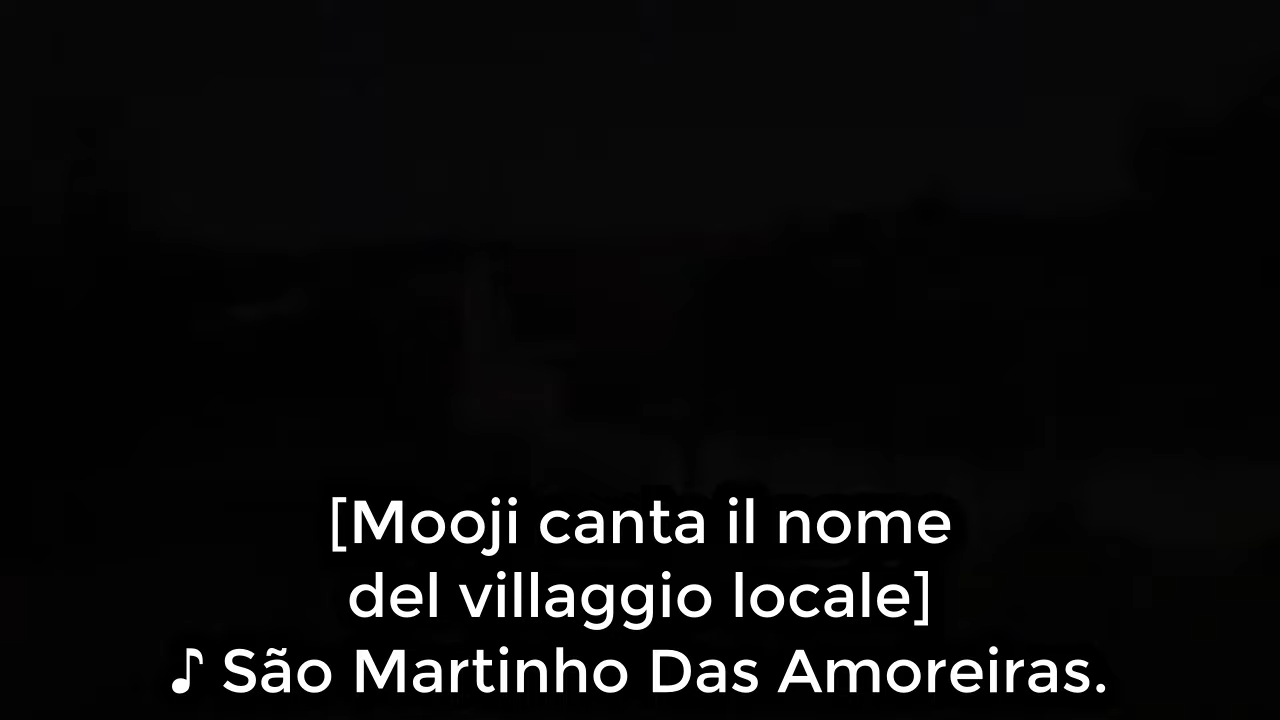 [Mooji canta il nome
del villaggio locale]
♪ São Martinho Das Amoreiras.